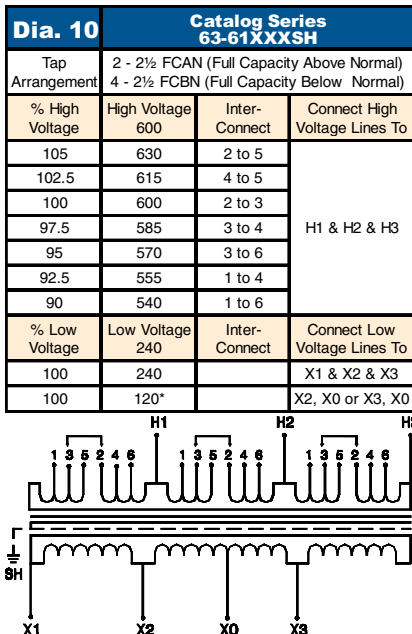 Dia. 10
Catalog Series
63-61XXXSH
Tap
Arrangement
2 - 2½ FCAN (Full Capacity Above Normal)
4 - 2½ FCBN (Full Capacity Below Normal)
% High
Voltage
High Voltage
600
Inter-
Connect
Connect High
Voltage Lines To
105 630 2 to 5
102.5 615 4 to 5
100 600 2 to 3
97.5 585 3 to 4
95 570 3 to 6
92.5 555 1 to 4
90 540 1 to 6
H1 & H2 & H3
% Low
Voltage
Low Voltage
240
Inter-
Connect
Connect Low
Voltage Lines To
100 240 X1 & X2 & X3
100 120* X2, X0 or X3, X0
H1 H2
1 3 5 2 4 6 1 3 5 2 4 6 1 3 5 2 4 6
SH
X1 X2 X0 X3